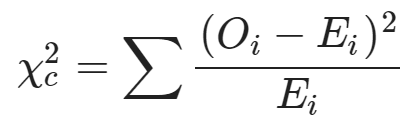 χ²_c = ∑ (O_i − E_i)² / E_i